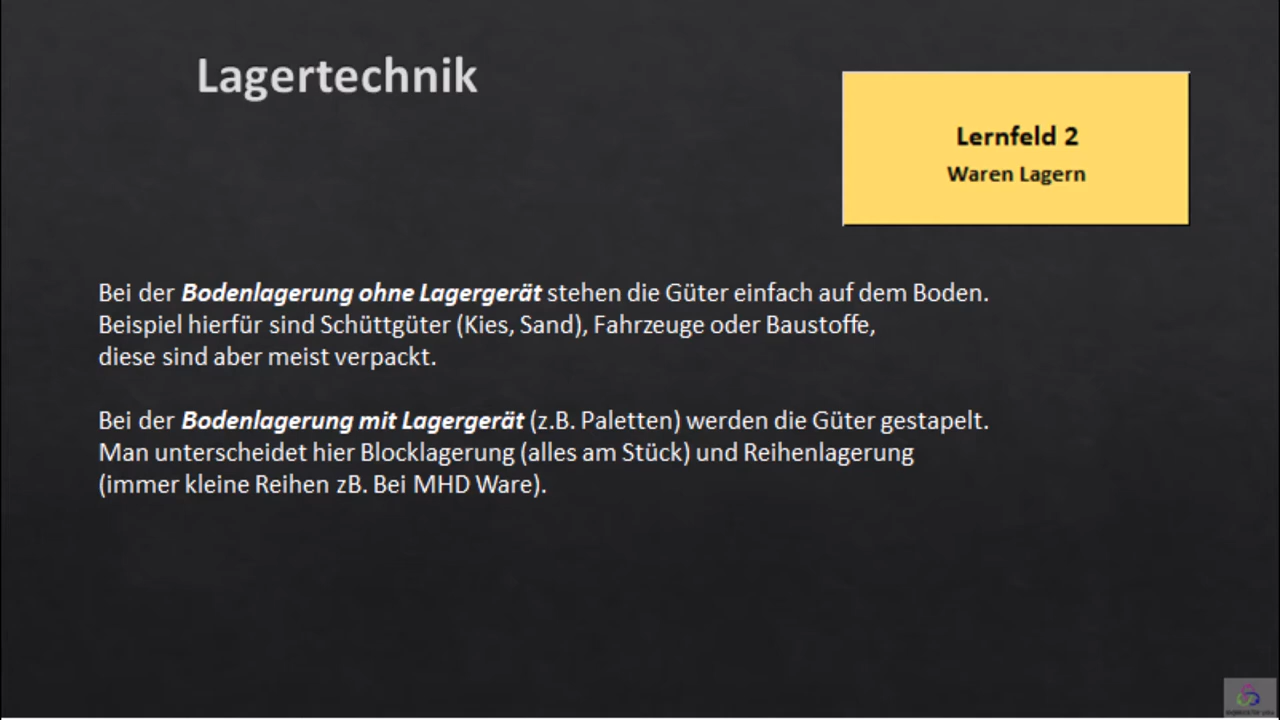 Lagertechnik
Lernfeld 2
Waren Lagern
Bei der Bodenlagerung ohne Lagergerät stehen die Güter einfach auf dem Boden.
Beispiel hierfür sind Schüttgüter (Kies, Sand), Fahrzeuge oder Baustoffe,
diese sind aber meist verpackt.
Bei der Bodenlagerung mit Lagergerät (z.B. Paletten) werden die Güter gestapelt.
Man unterscheidet hier Blocklagerung (alles am Stück) und Reihenlagerung
(immer kleine Reihen zB. Bei MHD Ware).